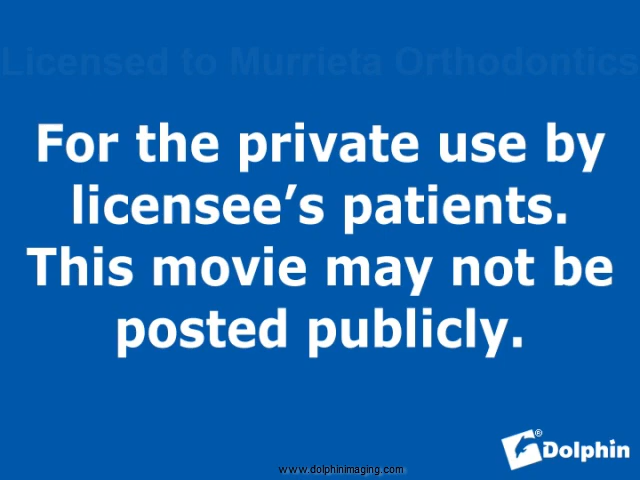 Licensed to Murrieta Orthodontics
For the private use by
licensee’s patients.
This movie may not be
posted publicly.
Dolphin®
www.dolphinimaging.com